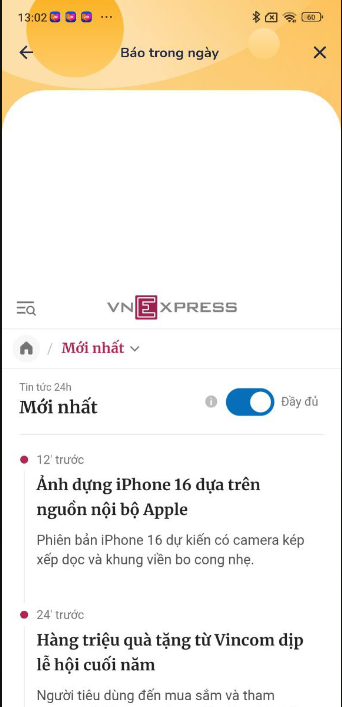 13:02 ... 60
Báo trong ngày
VNEXPRESS
/ Mới nhất
Tin tức 24h
Mới nhất
Đầy đủ
12' trước
Ảnh dựng iPhone 16 dựa trên
nguồn nội bộ Apple
Phiên bản iPhone 16 dự kiến có camera kép
xếp dọc và khung viền bo cong nhẹ.
24' trước
Hàng triệu quà tặng từ Vincom dịp
lễ hội cuối năm
Người tiêu dùng đến mua sắm và tham